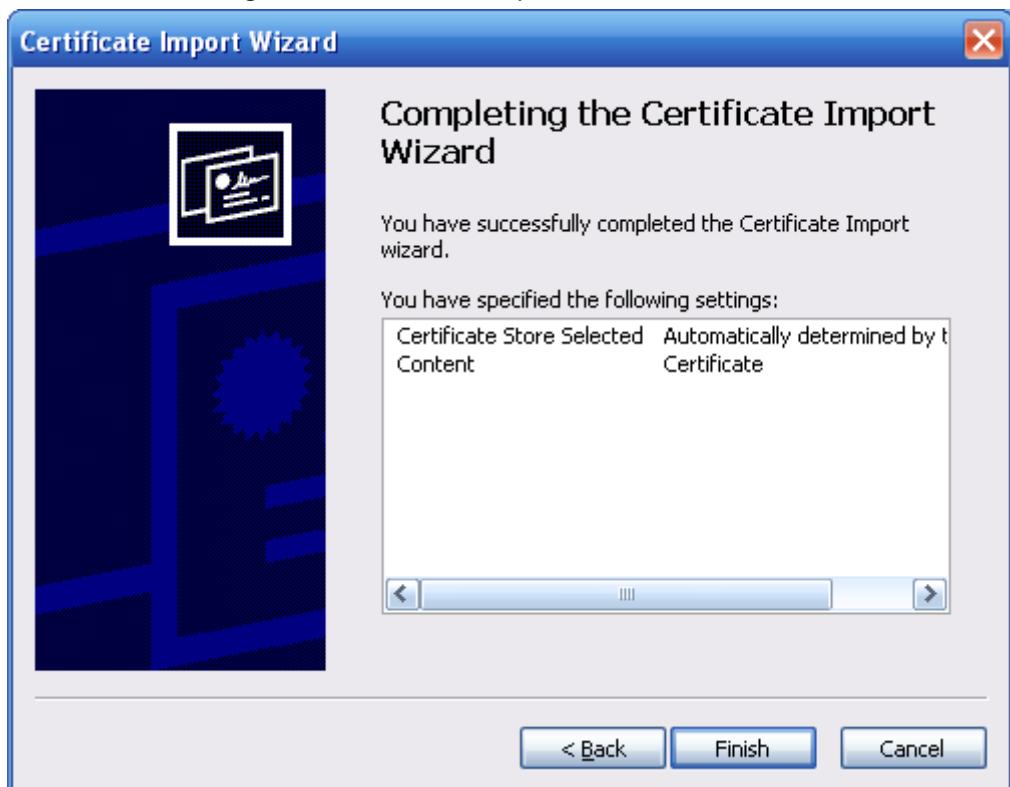 Certificate Import Wizard
Completing the Certificate Import
Wizard
You have successfully completed the Certificate Import
wizard.
You have specified the following settings:
Certificate Store Selected Automatically determined by t
Content Certificate
< Back Finish Cancel